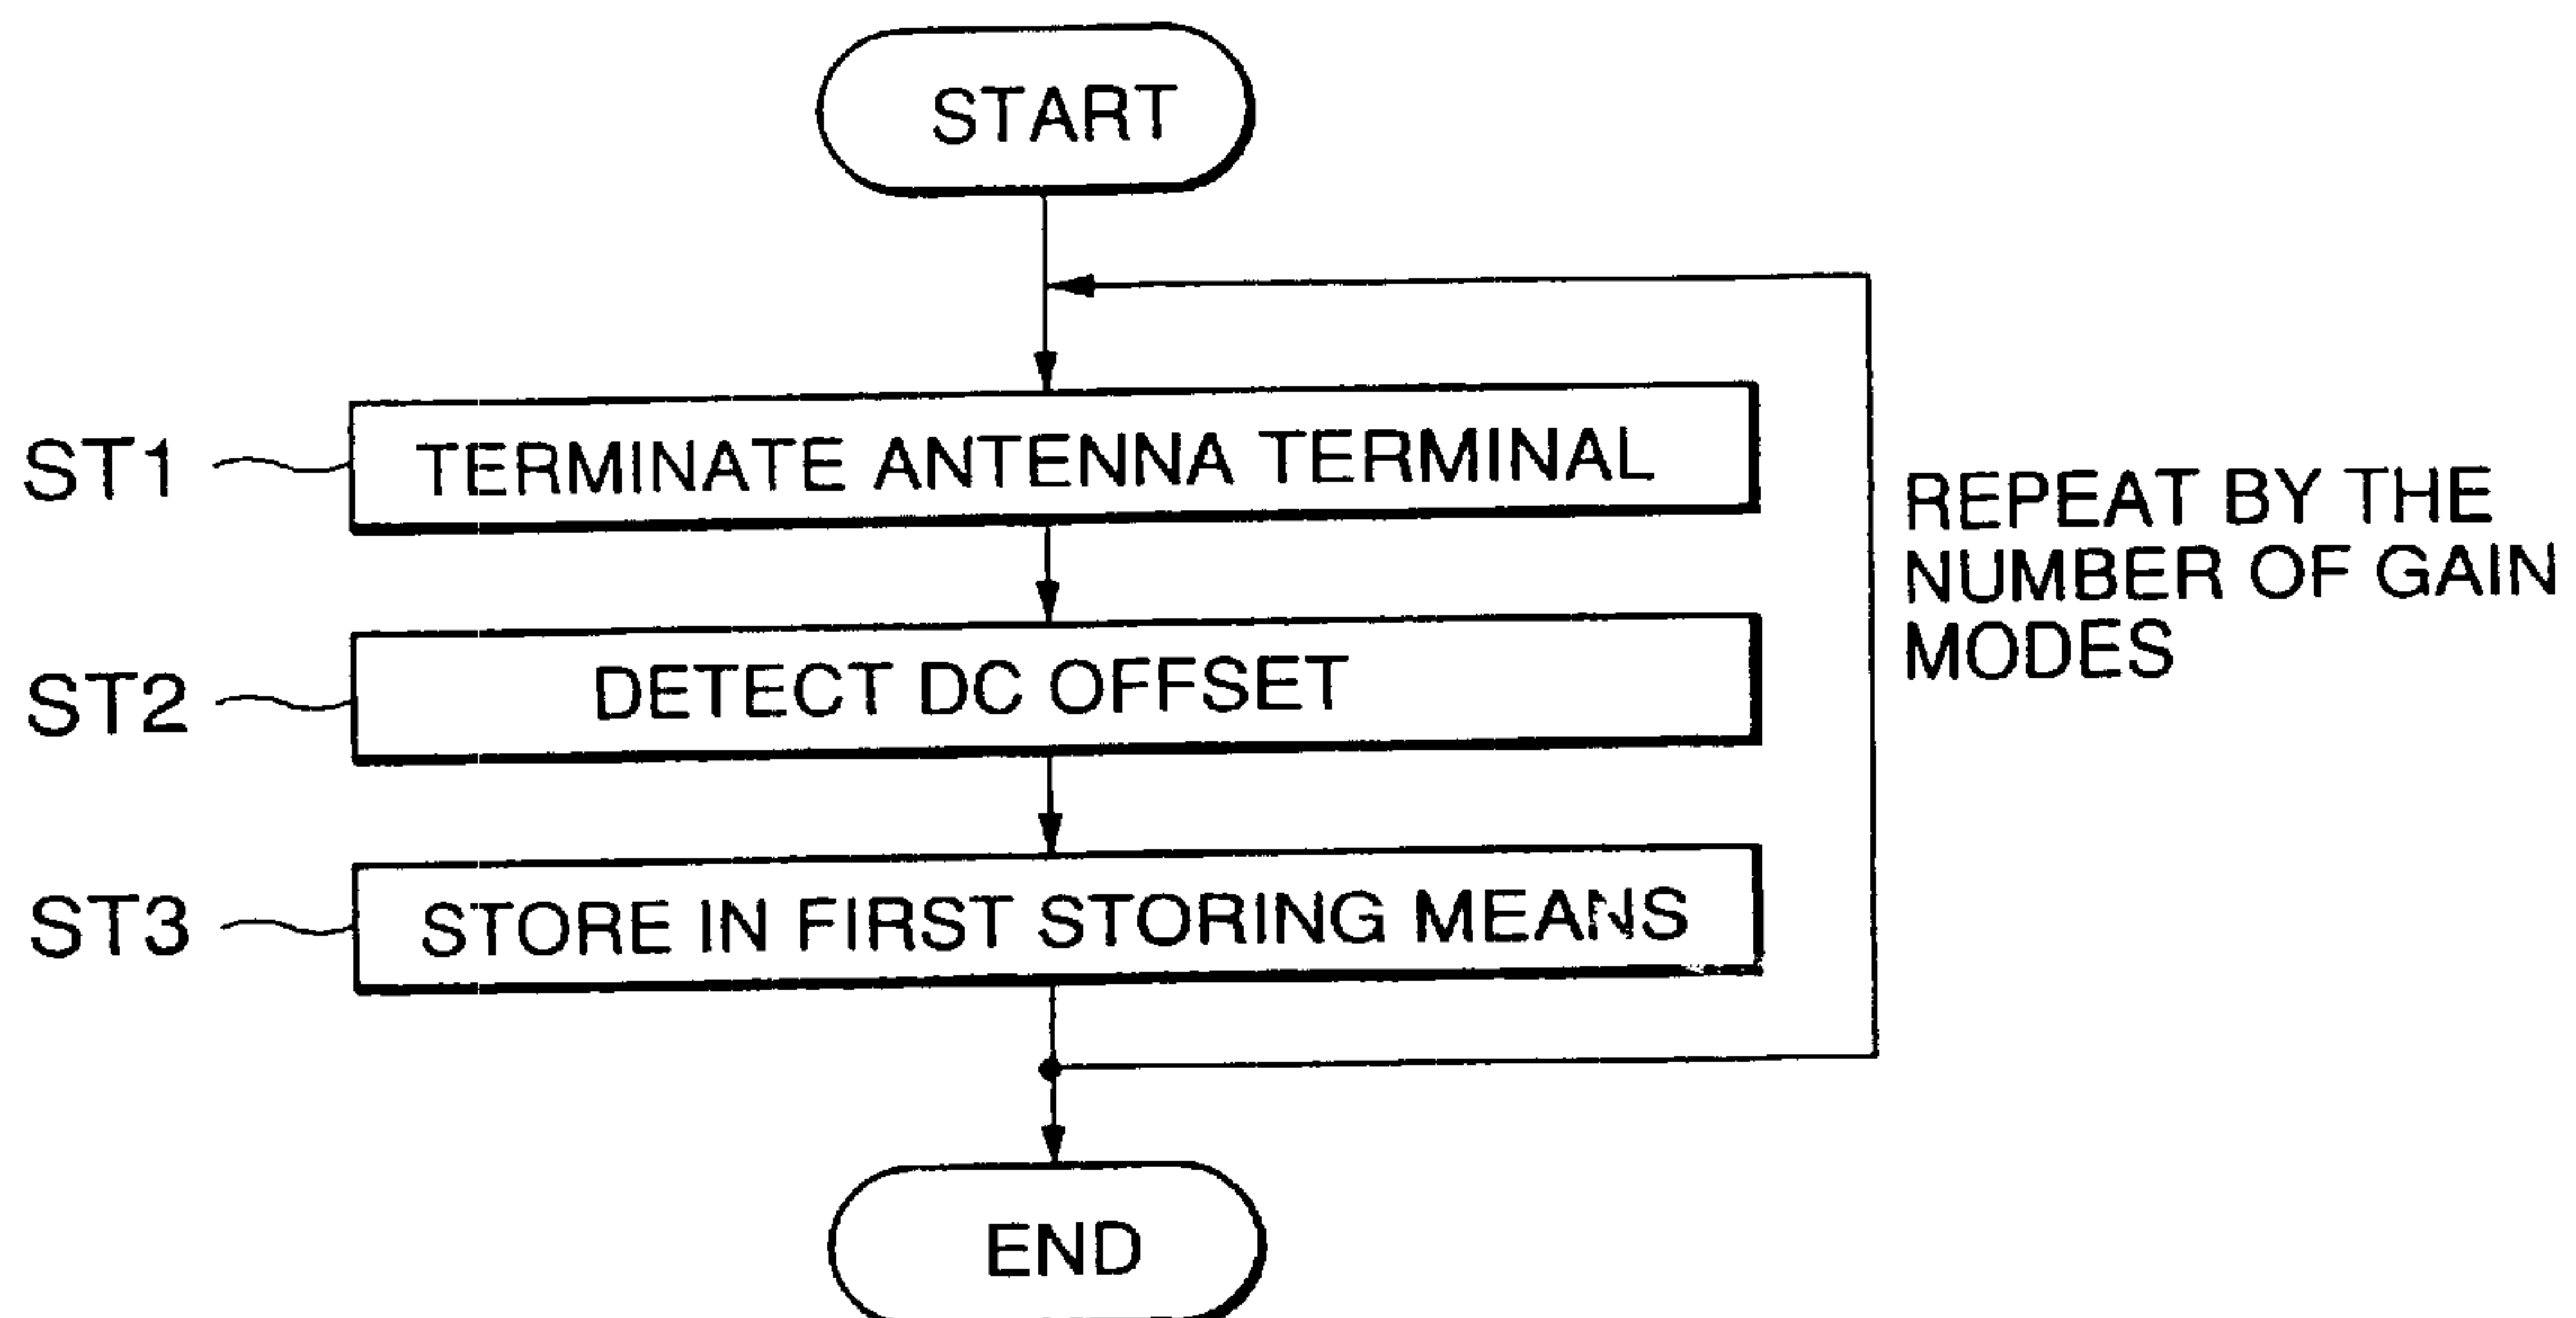 START
ST1
TERMINATE ANTENNA TERMINAL
REPEAT BY THE
NUMBER OF GAIN
MODES
ST2
DETECT DC OFFSET
ST3
STORE IN FIRST STORING MEANS
END